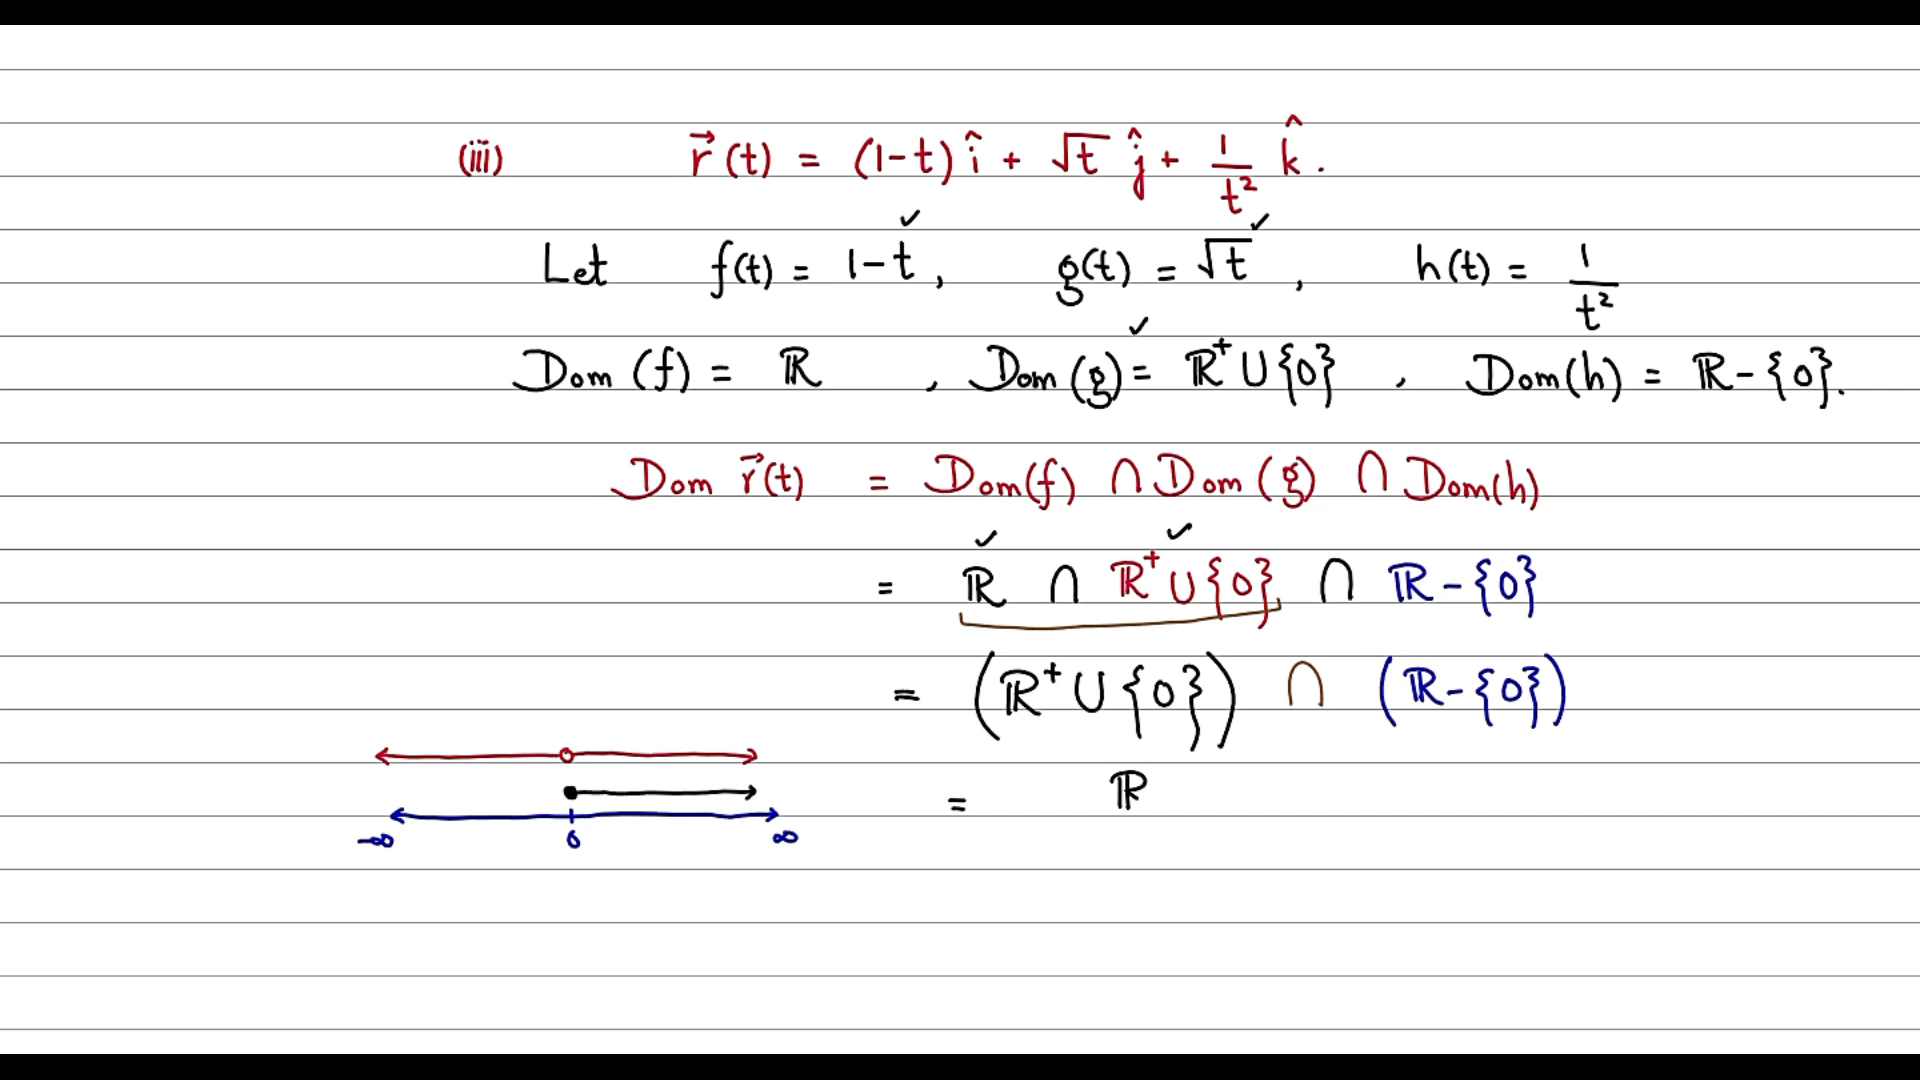 (iii) r⃗(t) = (1-t) î + √t ĵ + 1/t² k̂.
Let f(t) = 1-t, g(t) = √t, h(t) = 1/t²
Dom (f) = ℝ , Dom (g) = ℝ⁺ ∪ {0} , Dom(h) = ℝ - {0}.
Dom r⃗(t) = Dom(f) ∩ Dom (g) ∩ Dom(h)
= ℝ ∩ ℝ⁺ ∪ {0} ∩ ℝ - {0}
= (ℝ⁺ ∪ {0}) ∩ (ℝ - {0})
= ℝ
-∞ 0 ∞